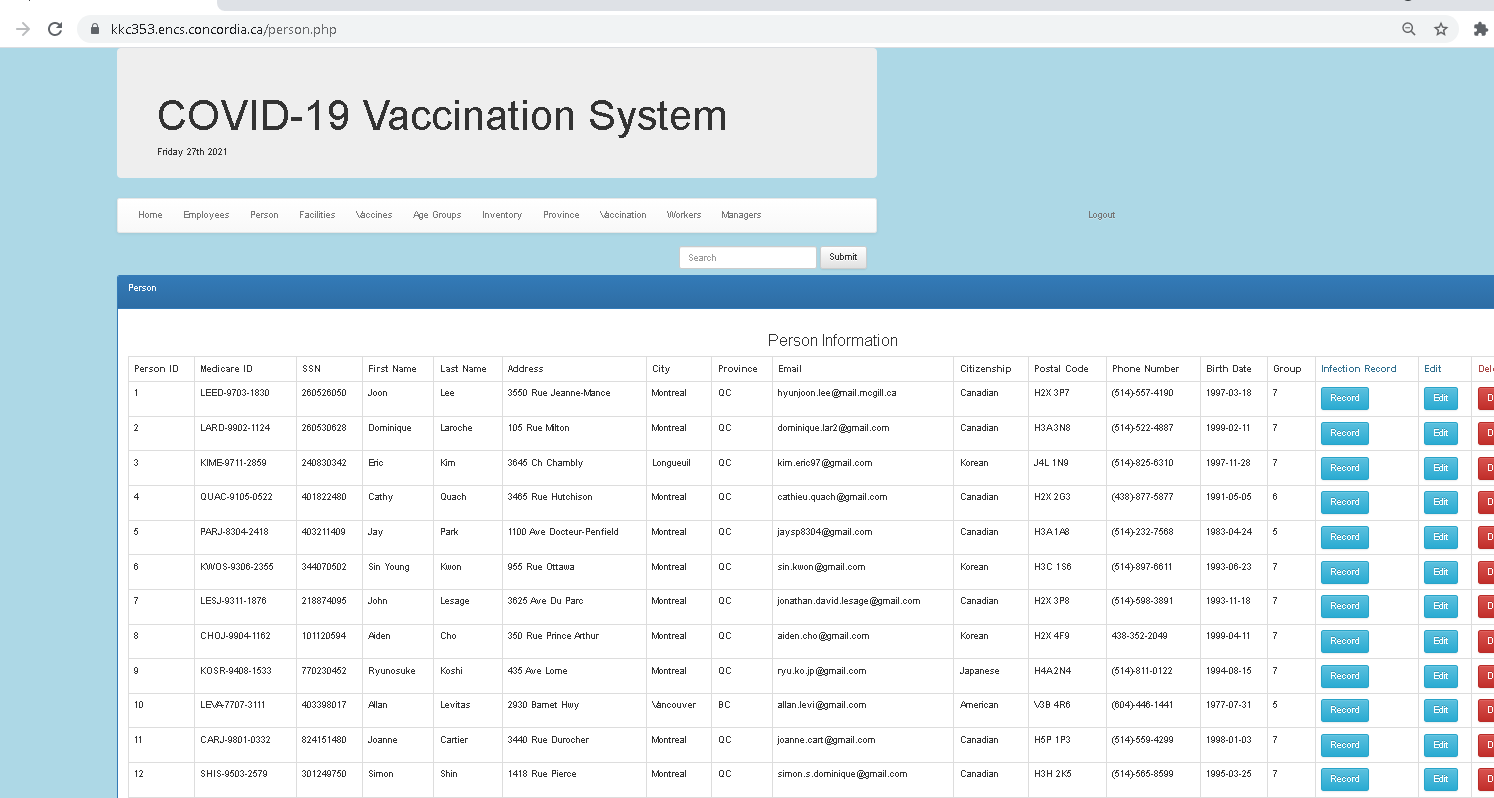 kkc353.encs.concordia.ca/person.php
COVID-19 Vaccination System
Friday 27th 2021
Home Employees Person Facilities Vaccines Age Groups Inventory Province Vaccination Workers Managers Logout
Search Submit
Person
Person Information
Person ID Medicare ID SSN First Name Last Name Address City Province Email Citizenship Postal Code Phone Number Birth Date Group Infection Record Edit
1 LEED-9703-1830 260526050 Joon Lee 3550 Rue Jeanne-Mance Montreal QC hyunjoon.lee@mail.mcgill.ca Canadian H2X 3P7 (514)-557-4190 1997-03-18 7 Record Edit D
2 LARD-9902-1124 260530628 Dominique Laroche 105 Rue Milton Montreal QC dominique.lar2@gmail.com Canadian H3A3N8 (514)-522-4887 1999-02-11 7 Record Edit D
3 KIME-9711-2859 240830342 Eric Kim 3645 Ch Chambly Longueuil QC kim.eric97@gmail.com Korean J4L 1N9 (514)-825-6310 1997-11-28 7 Record Edit D
4 QUAC-9105-0522 401822480 Cathy Quach 3465 Rue Hutchison Montreal QC cathieu.quach@gmail.com Canadian H2X 2G3 (438)-877-5877 1991-05-05 6 Record Edit D
5 PARJ-8304-2418 403211409 Jay Park 1100 Ave Docteur-Penfield Montreal QC jaysp8304@gmail.com Canadian H3A1A8 (514)-232-7568 1983-04-24 5 Record Edit D
6 KWOS-9306-2355 344070502 Sin Young Kwon 955 Rue Ottawa Montreal QC sin.kwon@gmail.com Korean H3C 1S6 (514)-897-6611 1993-06-23 7 Record Edit D
7 LESJ-9311-1876 218874095 John Lesage 3625 Ave Du Parc Montreal QC jonathan.david.lesage@gmail.com Canadian H2X 3P8 (514)-598-3891 1993-11-18 7 Record Edit D
8 CHOJ-9904-1162 101120594 Aiden Cho 350 Rue Prince Arthur Montreal QC aiden.cho@gmail.com Korean H2X 4F9 438-352-2049 1999-04-11 7 Record Edit D
9 KOSR-9408-1533 770230452 Ryunosuke Koshi 435 Ave Lorne Montreal QC ryu.ko.jp@gmail.com Japanese H4A2N4 (514)-811-0122 1994-08-15 7 Record Edit D
10 LEVA-7707-3111 403398017 Allan Levitas 2930 Barnet Hwy Vancouver BC allan.levi@gmail.com American V3B 4R6 (604)-446-1441 1977-07-31 5 Record Edit D
11 CARJ-9801-0332 824151480 Joanne Cartier 3440 Rue Durocher Montreal QC joanne.cart@gmail.com Canadian H5P 1P3 (514)-559-4299 1998-01-03 7 Record Edit D
12 SHIS-9503-2579 301249750 Simon Shin 1418 Rue Pierce Montreal QC simon.s.dominique@gmail.com Canadian H3H 2K5 (514)-565-8599 1995-03-25 7 Record Edit D